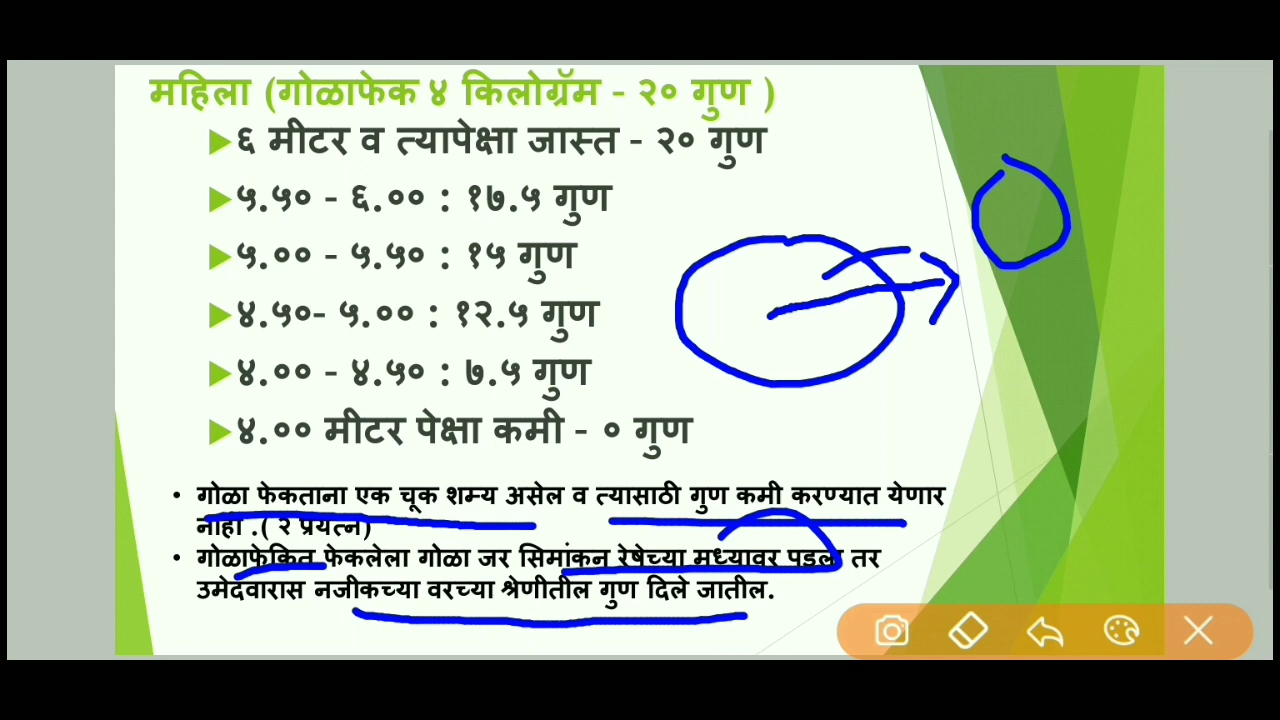 महिला (गोळाफेक ४ किलोग्रॅम - २० गुण )
६ मीटर व त्यापेक्षा जास्त - २० गुण
५.५० - ६.०० : १७.५ गुण
५.०० - ५.५० : १५ गुण
४.५०- ५.०० : १२.५ गुण
४.०० - ४.५० : ७.५ गुण
४.०० मीटर पेक्षा कमी - ० गुण
• गोळा फेकताना एक चूक शम्य असेल व त्यासाठी गुण कमी करण्यात येणार
नाही .( २ प्रयत्न)
• गोळाफेकित फेकलेला गोळा जर सिमांकन रेषेच्या मध्यावर पडला तर
उमेदवारास नजीकच्या वरच्या श्रेणीतील गुण दिले जातील.